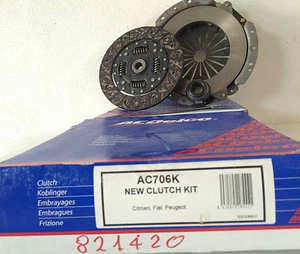 ACDelco
Clutch
Koblinger
Embrayages
Embragues
Frizione
AC706K
NEW CLUTCH KIT
Citroen, Fiat, Peugeot
821420